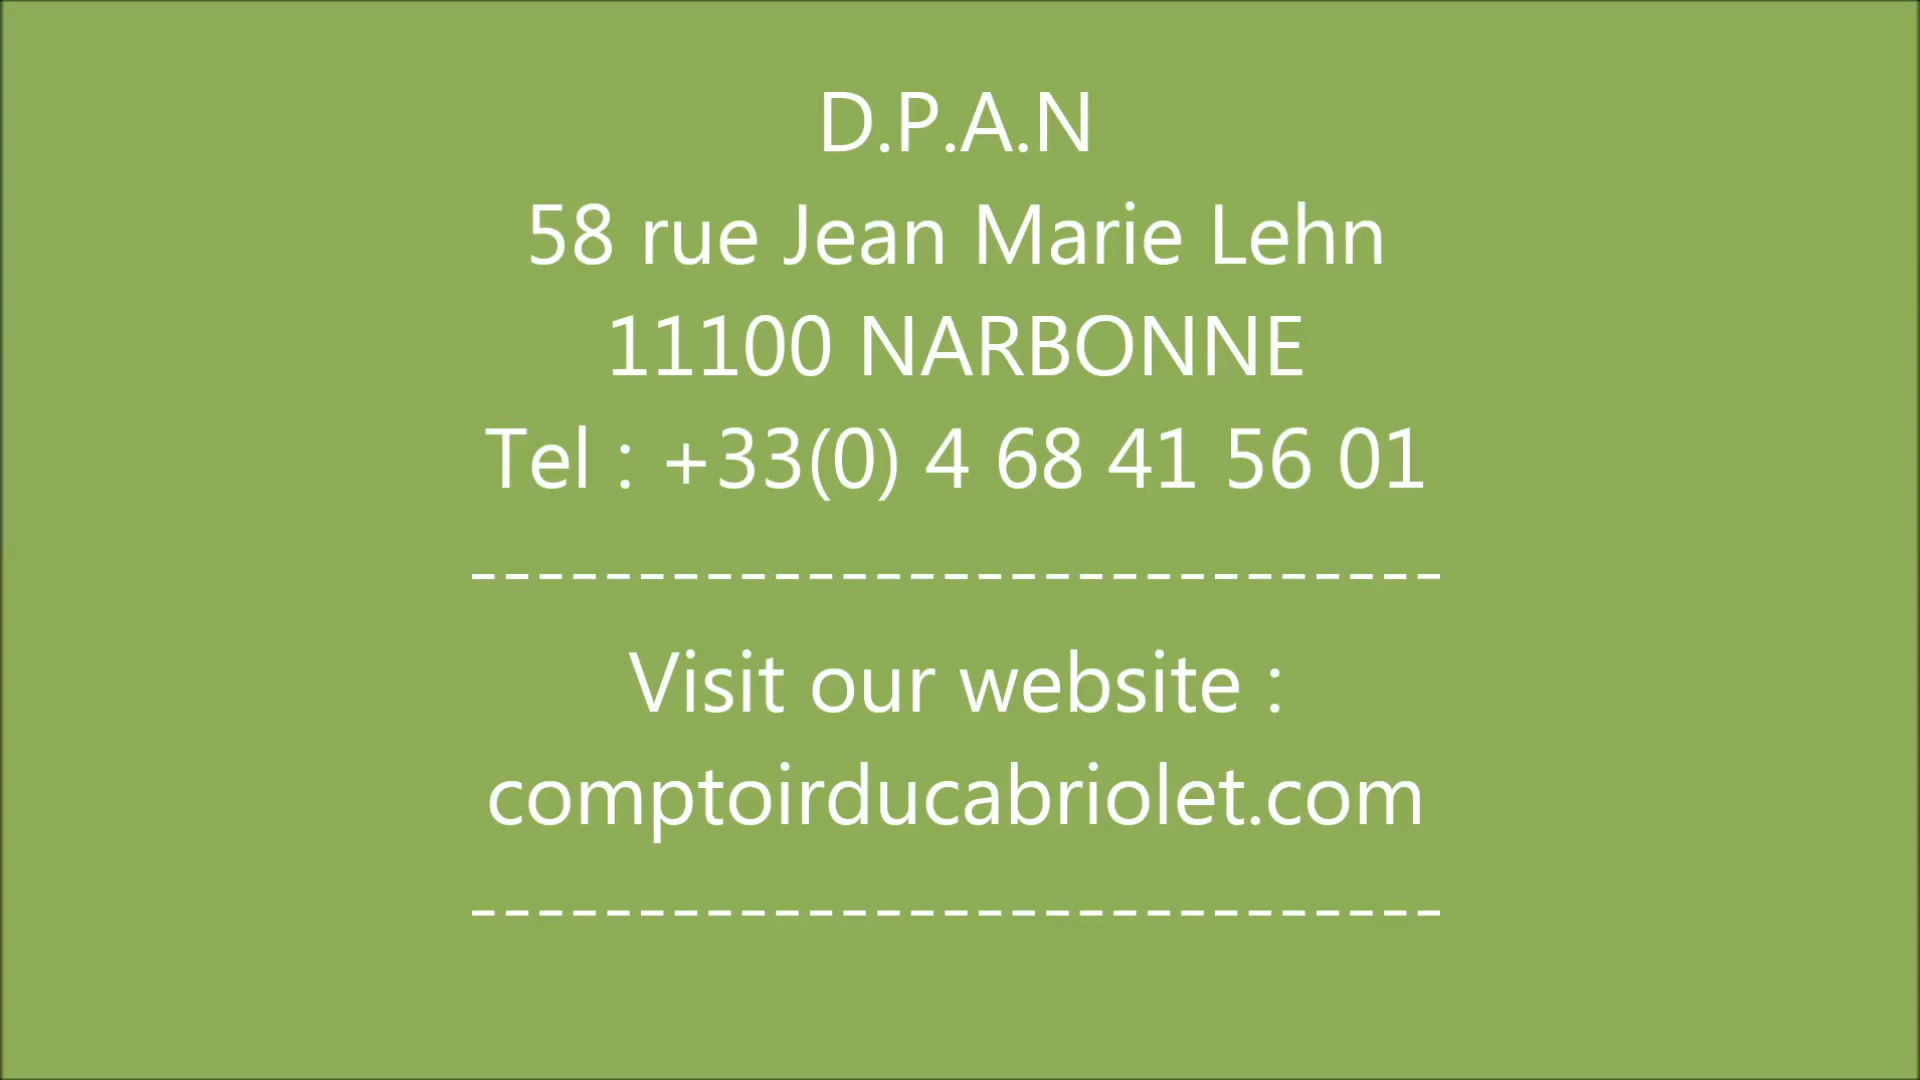 D.P.A.N
58 rue Jean Marie Lehn
11100 NARBONNE
Tel : +33(0) 4 68 41 56 01
-----------------------------
Visit our website :
comptoirducabriolet.com
-----------------------------